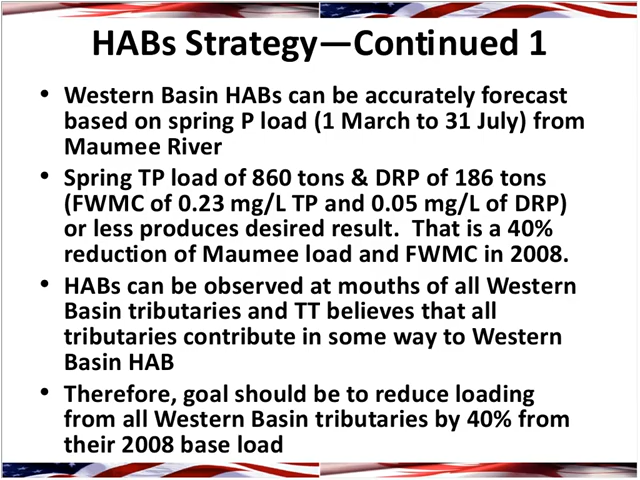 HABs Strategy—Continued 1
• Western Basin HABs can be accurately forecast
based on spring P load (1 March to 31 July) from
Maumee River
• Spring TP load of 860 tons & DRP of 186 tons
(FWMC of 0.23 mg/L TP and 0.05 mg/L of DRP)
or less produces desired result.  That is a 40%
reduction of Maumee load and FWMC in 2008.
• HABs can be observed at mouths of all Western
Basin tributaries and TT believes that all
tributaries contribute in some way to Western
Basin HAB
• Therefore, goal should be to reduce loading
from all Western Basin tributaries by 40% from
their 2008 base load